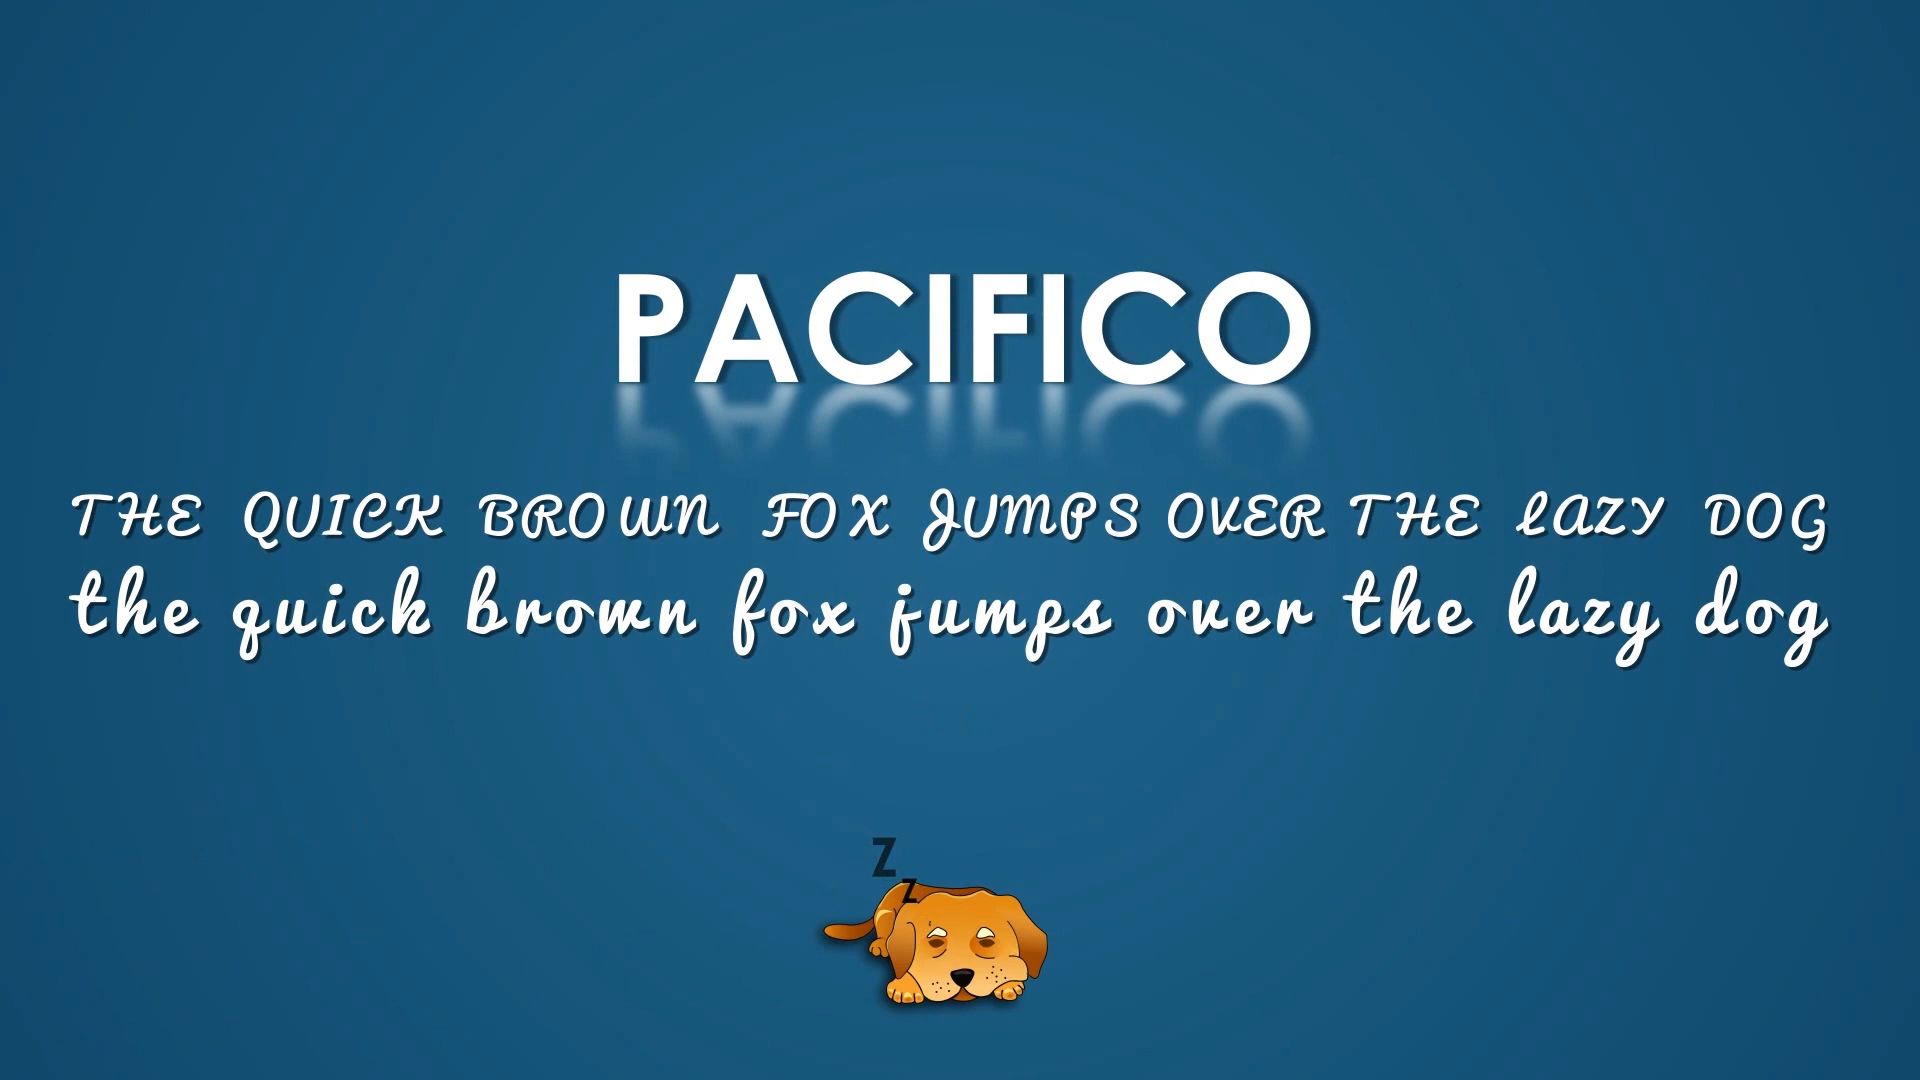 PACIFICO
THE QUICK BROWN FOX JUMPS OVER THE LAZY DOG
the quick brown fox jumps over the lazy dog
Z
z